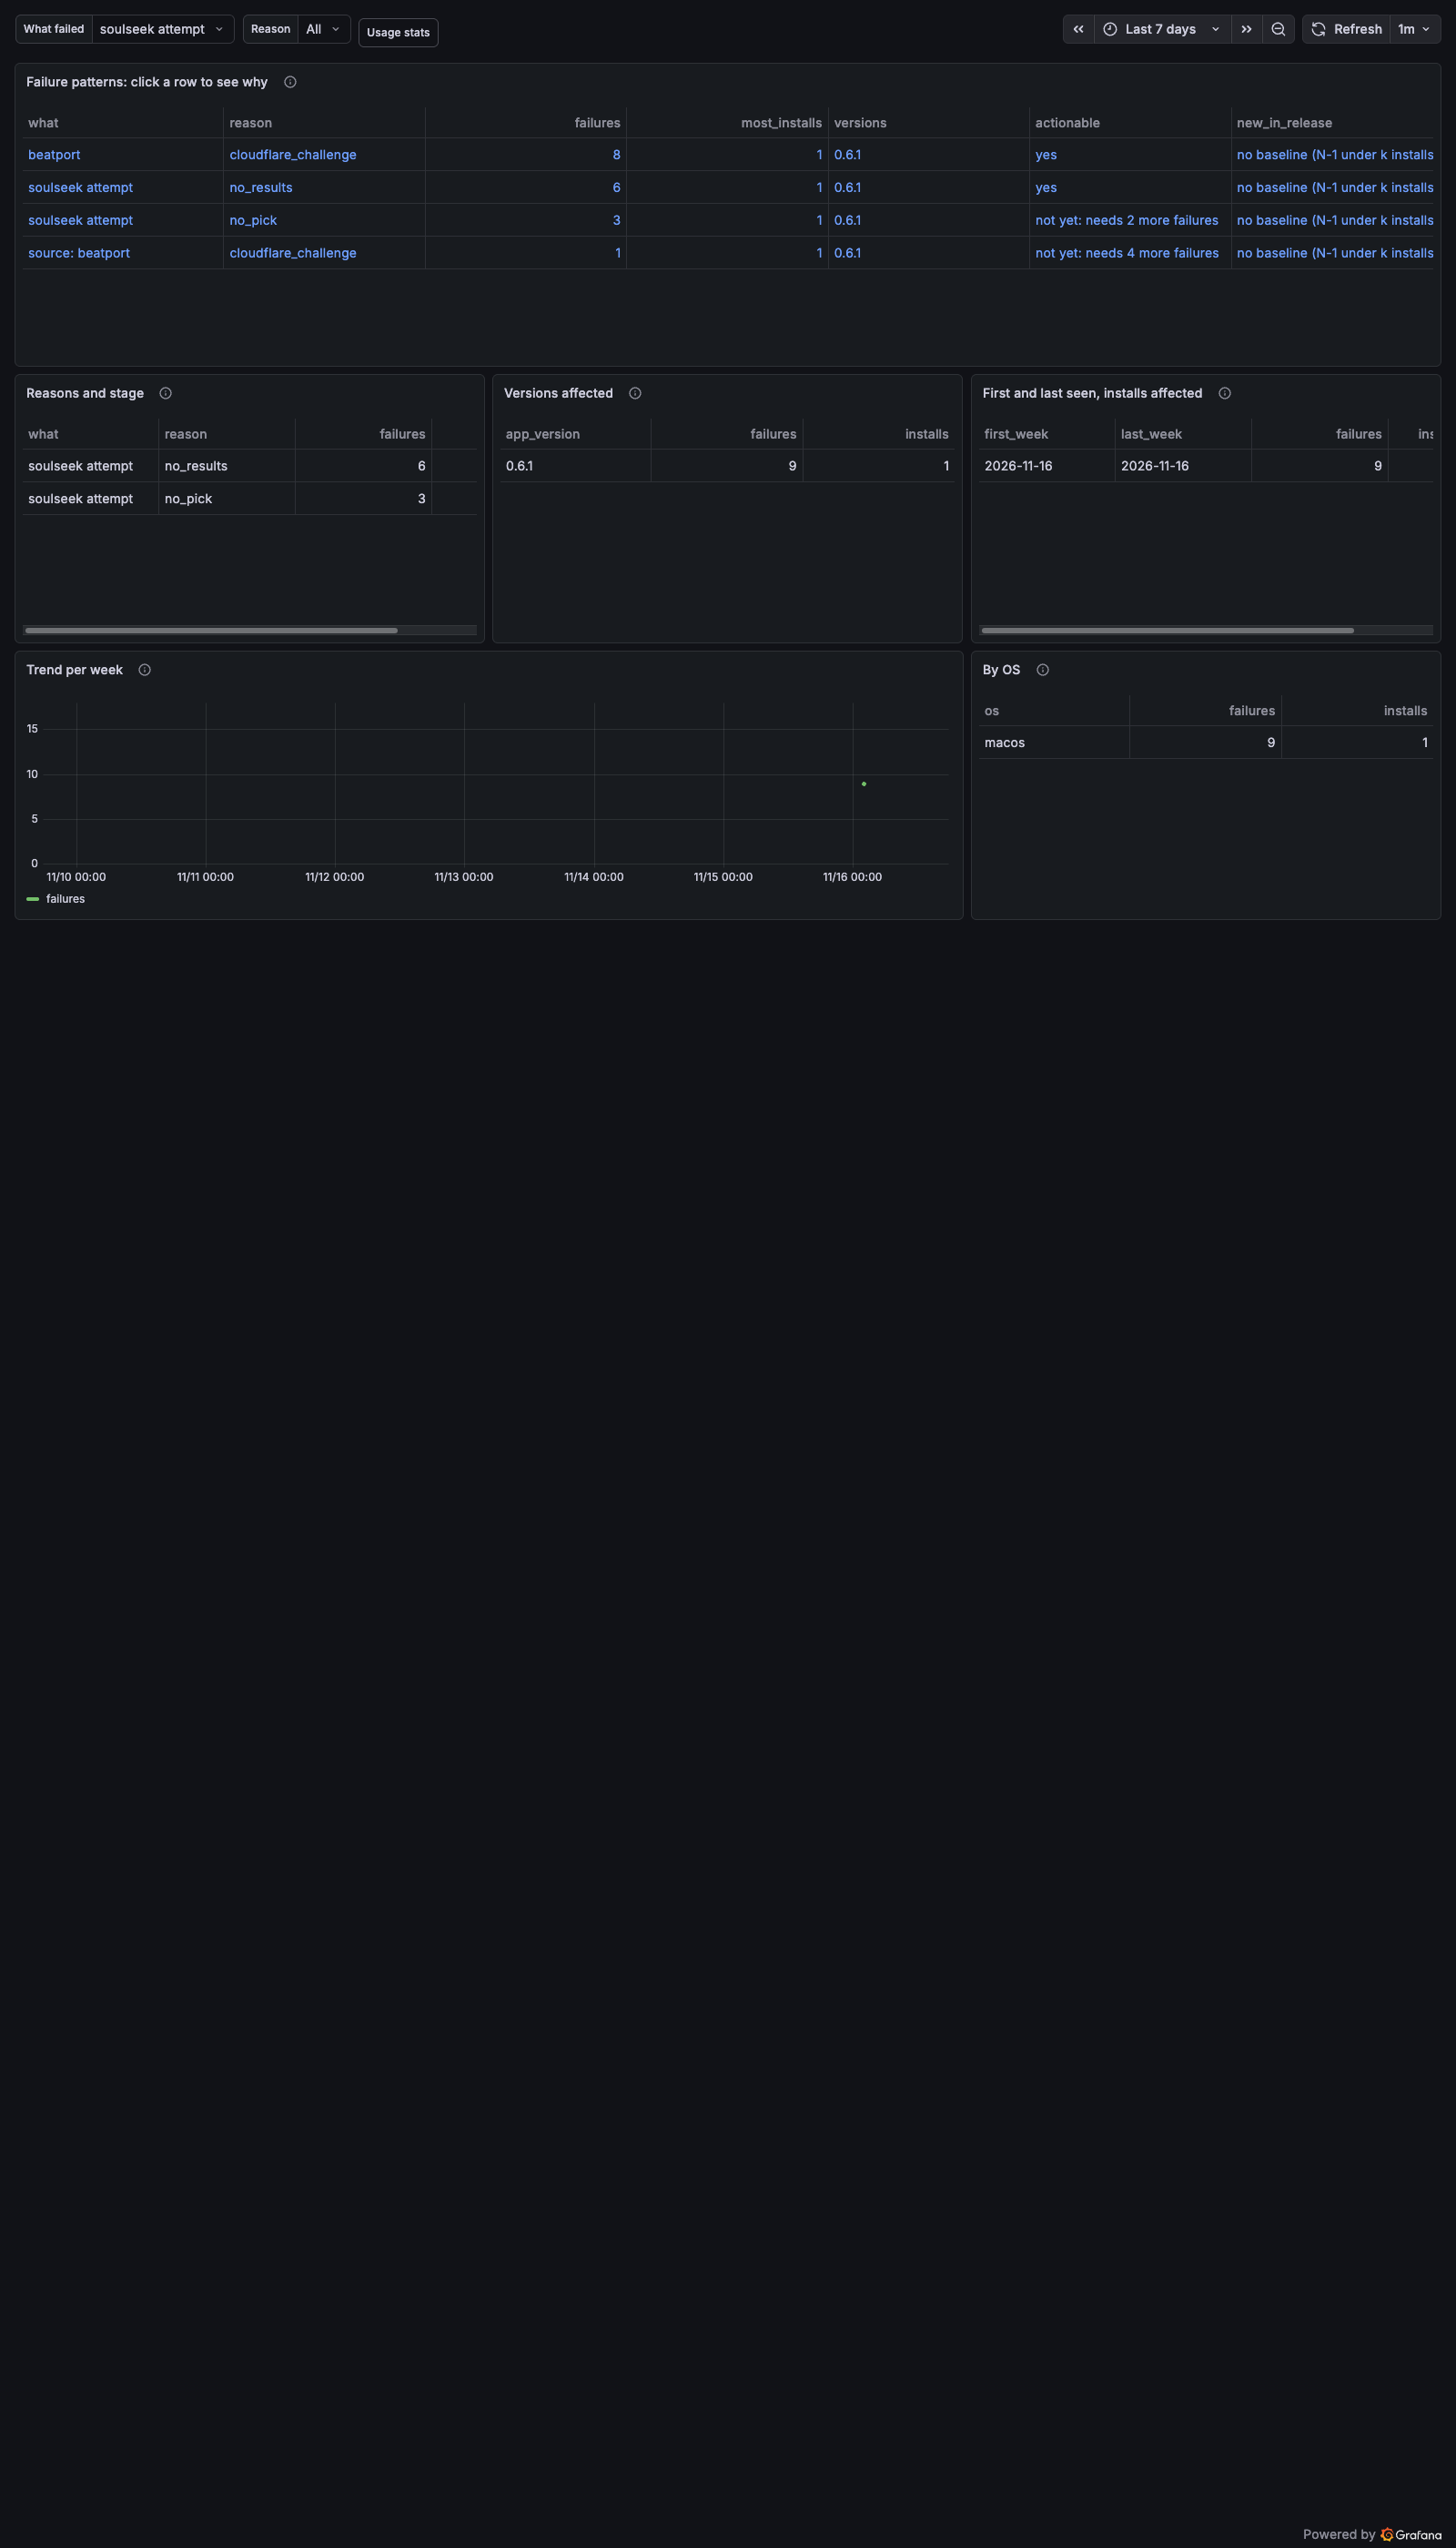 What failed soulseek attempt Reason All Usage stats Last 7 days Refresh 1m
Failure patterns: click a row to see why
what reason failures most_installs versions actionable new_in_release
beatport cloudflare_challenge 8 1 0.6.1 yes no baseline (N-1 under k installs
soulseek attempt no_results 6 1 0.6.1 yes no baseline (N-1 under k installs
soulseek attempt no_pick 3 1 0.6.1 not yet: needs 2 more failures no baseline (N-1 under k installs
source: beatport cloudflare_challenge 1 1 0.6.1 not yet: needs 4 more failures no baseline (N-1 under k installs
Reasons and stage
what reason failures
soulseek attempt no_results 6
soulseek attempt no_pick 3
Versions affected
app_version failures installs
0.6.1 9 1
First and last seen, installs affected
first_week last_week failures ins
2026-11-16 2026-11-16 9
Trend per week
15
10
5
0
11/10 00:00 11/11 00:00 11/12 00:00 11/13 00:00 11/14 00:00 11/15 00:00 11/16 00:00
failures
By OS
os failures installs
macos 9 1
Powered by Grafana